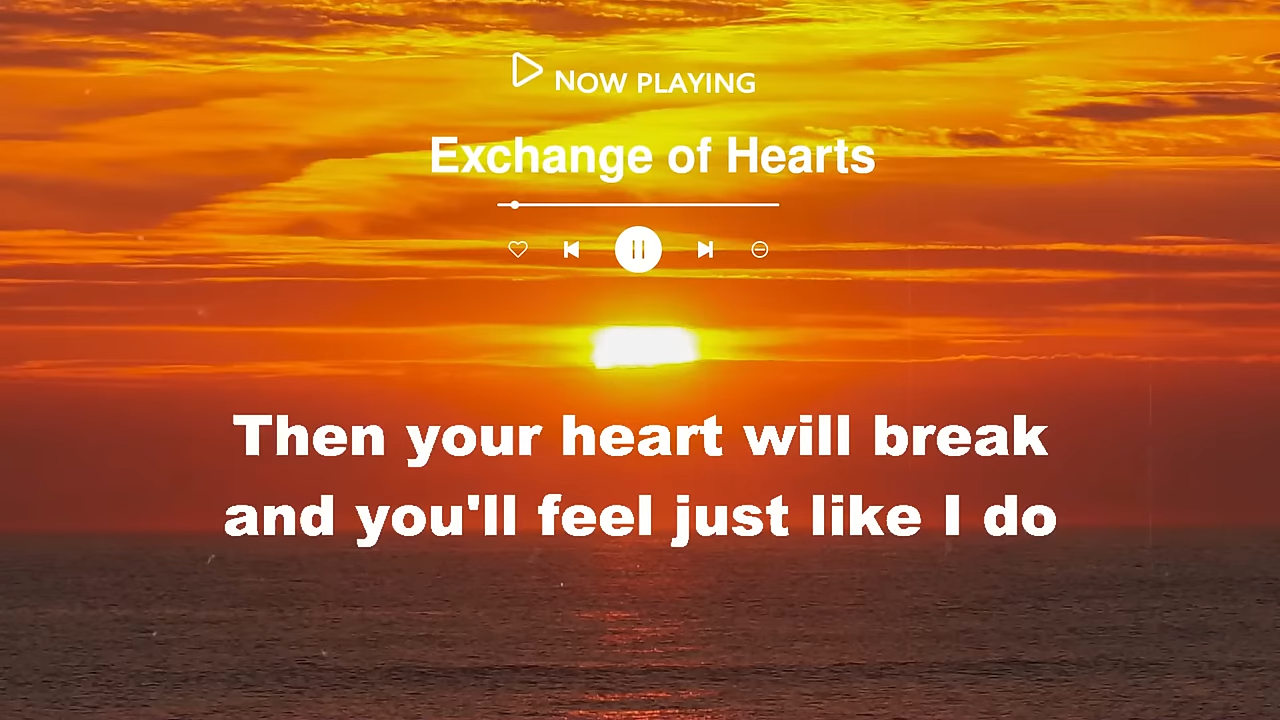 NOW PLAYING
Exchange of Hearts
Then your heart will break
and you'll feel just like I do